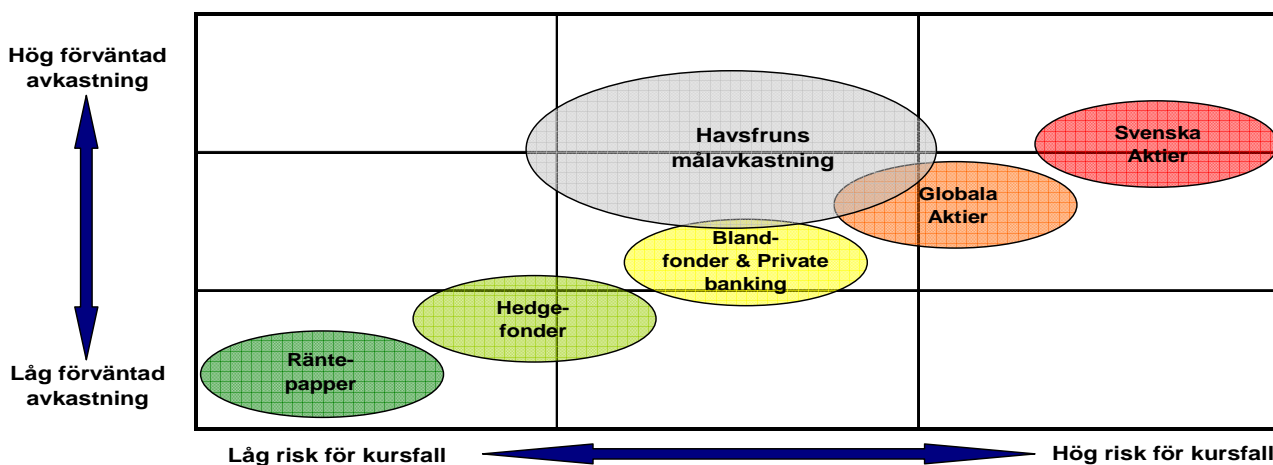 Hög förväntad
avkastning
Havsfruns
målavkastning
Svenska
Aktier
Globala
Aktier
Bland-
fonder & Private
banking
Hedge-
fonder
Ränte-
papper
Låg förväntad
avkastning
Låg risk för kursfall
Hög risk för kursfall